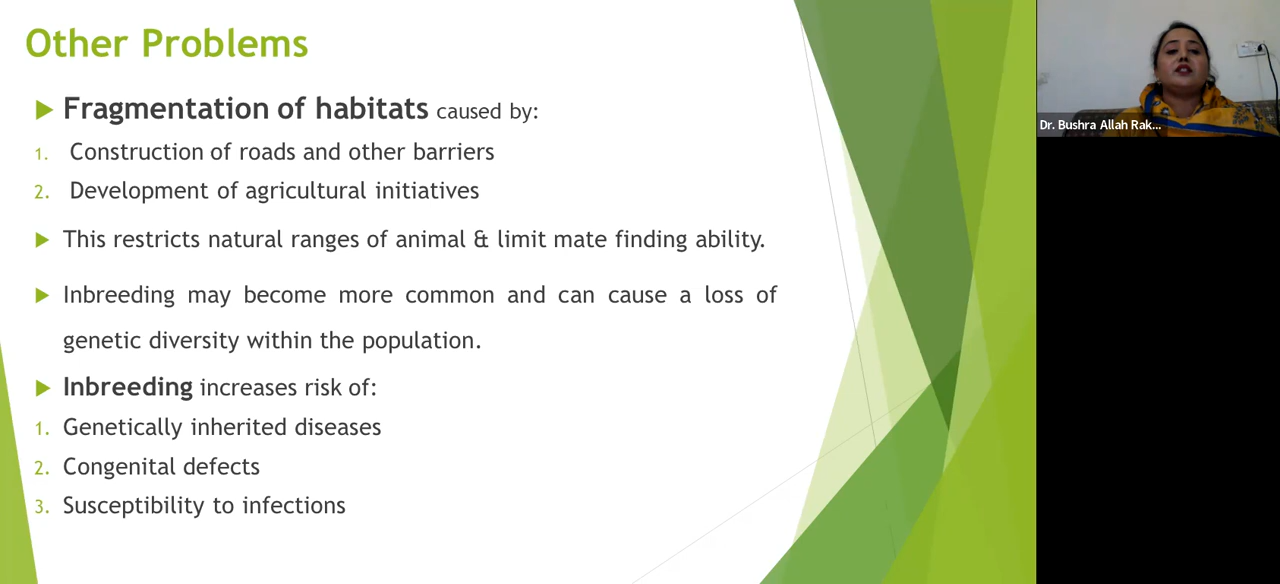 Other Problems
Fragmentation of habitats caused by:
1. Construction of roads and other barriers
2. Development of agricultural initiatives
This restricts natural ranges of animal & limit mate finding ability.
Inbreeding may become more common and can cause a loss of
genetic diversity within the population.
Inbreeding increases risk of:
1. Genetically inherited diseases
2. Congenital defects
3. Susceptibility to infections
Dr. Bushra Allah Rak...